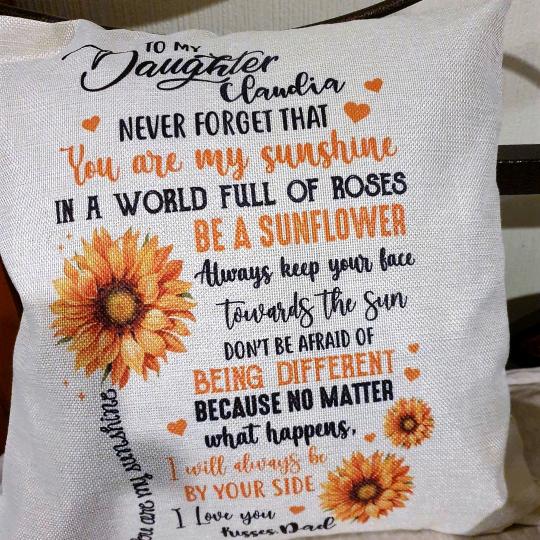 TO MY
Daughter
Claudia
NEVER FORGET THAT
You are my sunshine
IN A WORLD FULL OF ROSES
BE A SUNFLOWER
Always keep your face
towards the sun
DON'T BE AFRAID OF
BEING DIFFERENT
BECAUSE NO MATTER
what happens,
I will always be
BY YOUR SIDE
I Love you
Kisses, Dad
You are my sunshine